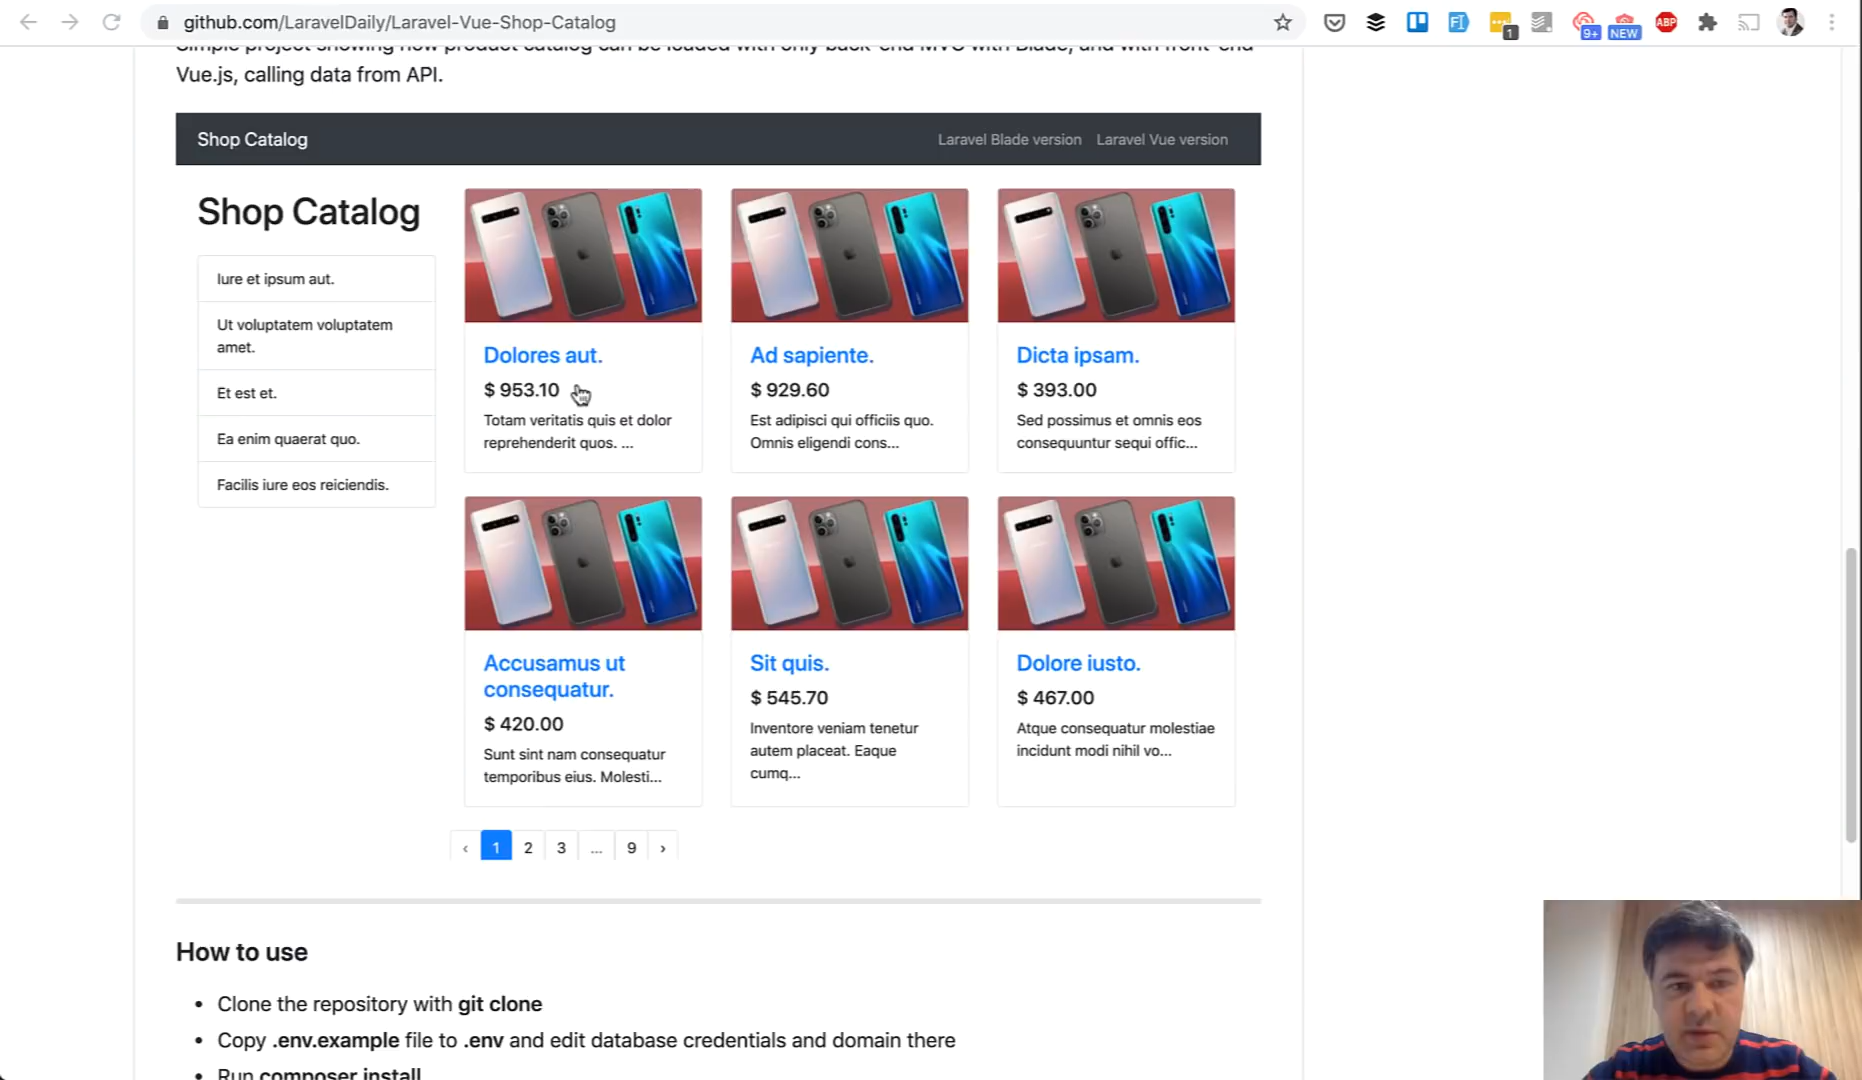 github.com/LaravelDaily/Laravel-Vue-Shop-Catalog
1
9+
NEW
ABP
Simple project showing how product catalog can be loaded with only back-end MVC with Blade, and with front-end
Vue.js, calling data from API.
Shop Catalog
Laravel Blade version
Laravel Vue version
Shop Catalog
Iure et ipsum aut.
Ut voluptatem voluptatem
amet.
Et est et.
Ea enim quaerat quo.
Facilis iure eos reiciendis.
Dolores aut.
$ 953.10
Totam veritatis quis et dolor
reprehenderit quos. ...
Ad sapiente.
$ 929.60
Est adipisci qui officiis quo.
Omnis eligendi cons...
Dicta ipsam.
$ 393.00
Sed possimus et omnis eos
consequuntur sequi offic...
Accusamus ut
consequatur.
$ 420.00
Sunt sint nam consequatur
temporibus eius. Molesti...
Sit quis.
$ 545.70
Inventore veniam tenetur
autem placeat. Eaque
cumq...
Dolore iusto.
$ 467.00
Atque consequatur molestiae
incidunt modi nihil vo...
‹ 1 2 3 ... 9 ›
How to use
• Clone the repository with git clone
• Copy .env.example file to .env and edit database credentials and domain there
• Run composer install